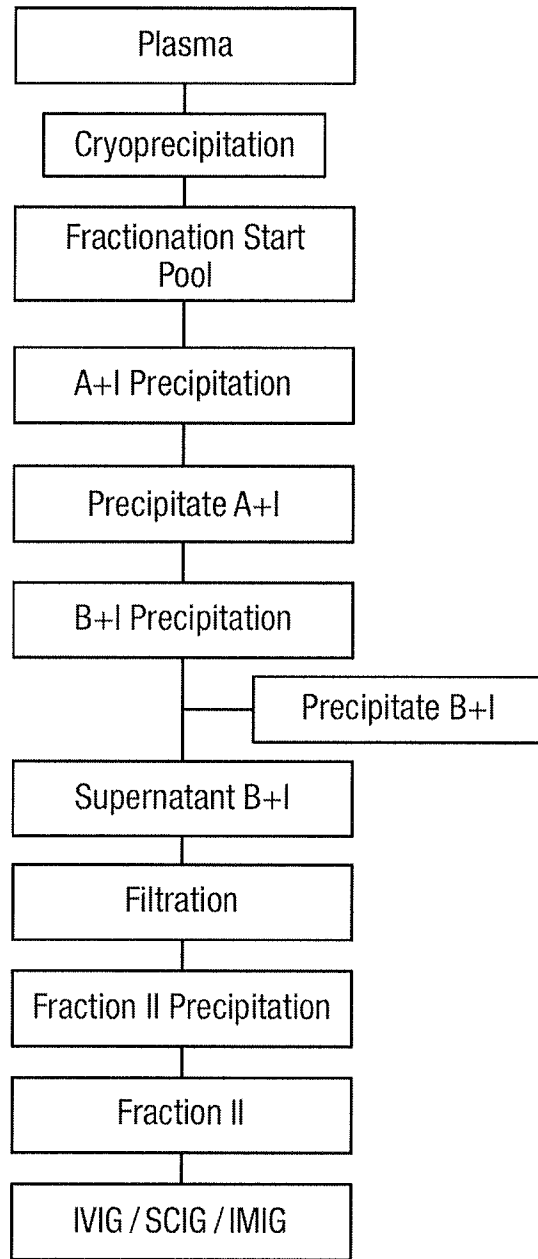 Plasma
Cryoprecipitation
Fractionation Start
Pool
A+I Precipitation
Precipitate A+I
B+I Precipitation
Precipitate B+I
Supernatant B+I
Filtration
Fraction II Precipitation
Fraction II
IVIG / SCIG / IMIG